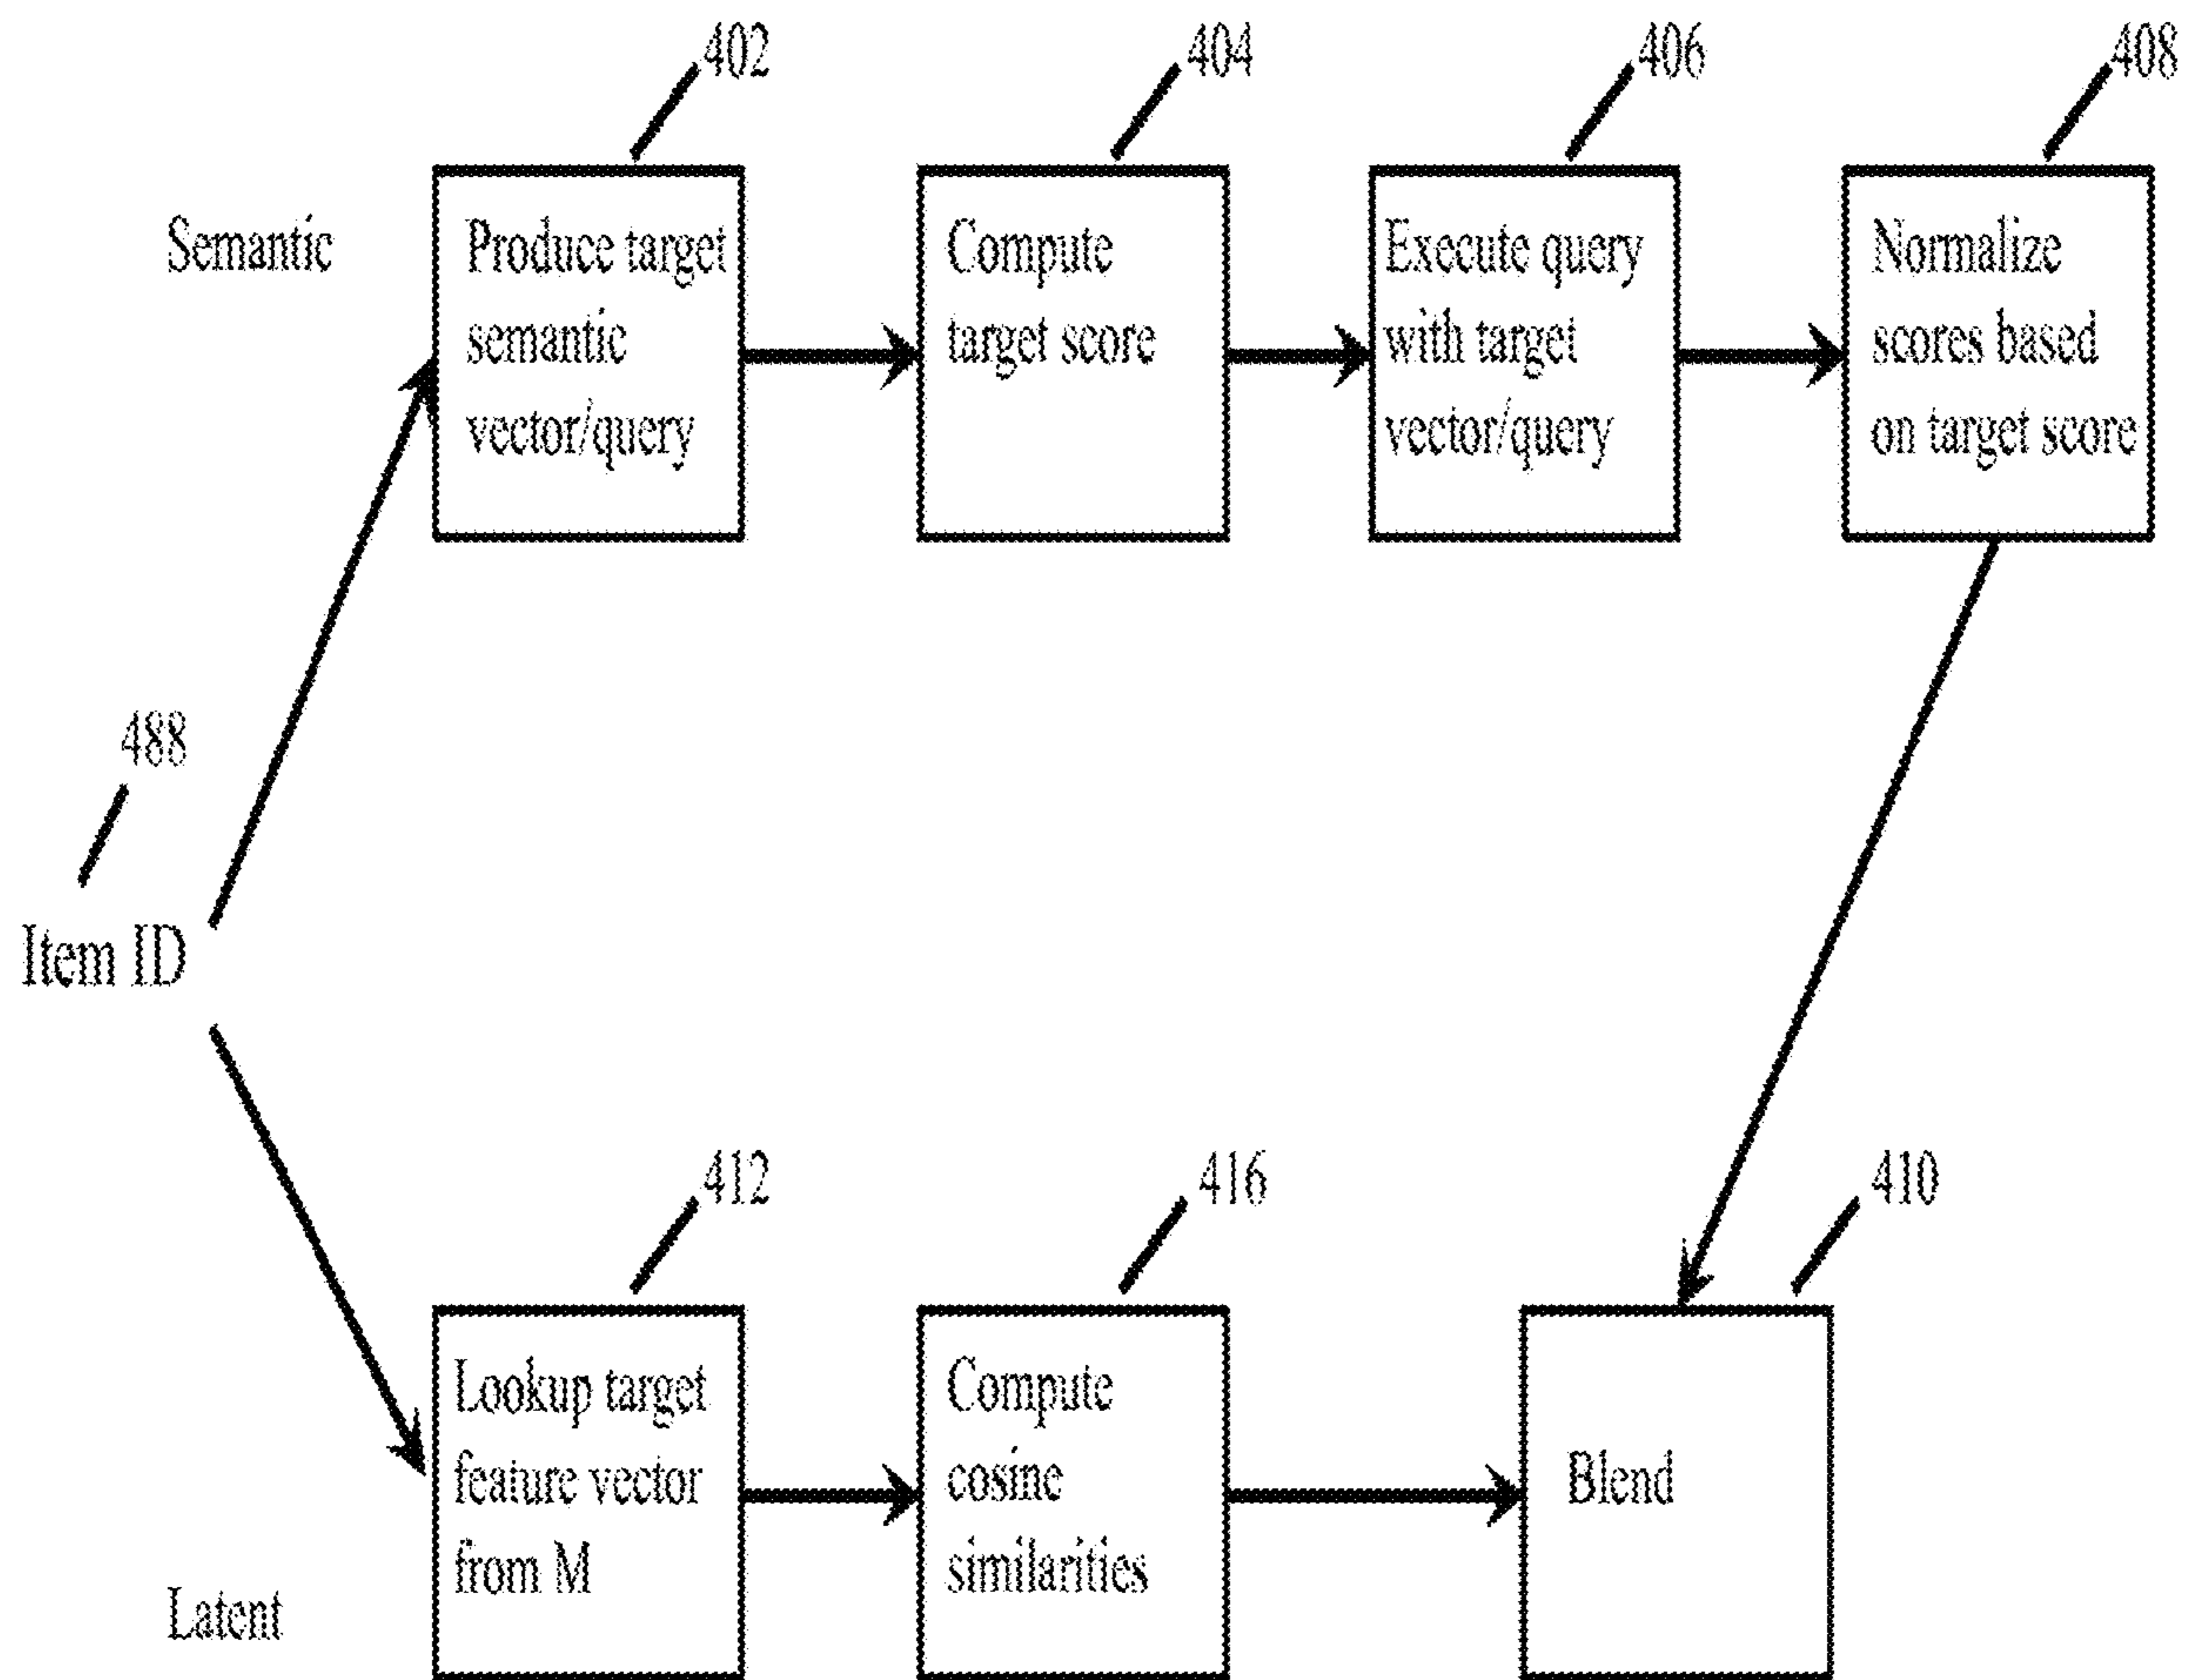 402
404
406
408
Semantic
Produce target
semantic
vector/query
Compute
target score
Execute query
with target
vector/query
Normalize
scores based
on target score
488
Item ID
412
416
410
Lookup target
feature vector
from M
Compute
cosine
similarities
Blend
Latent